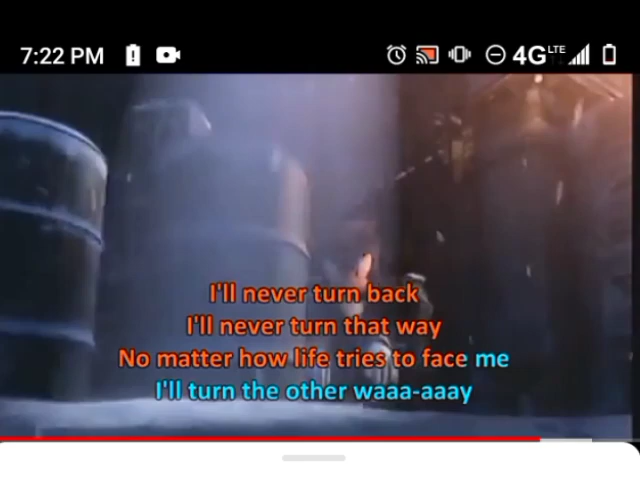 7:22 PM 4G LTE
I'll never turn back
I'll never turn that way
No matter how life tries to face me
I'll turn the other waaa-aaay